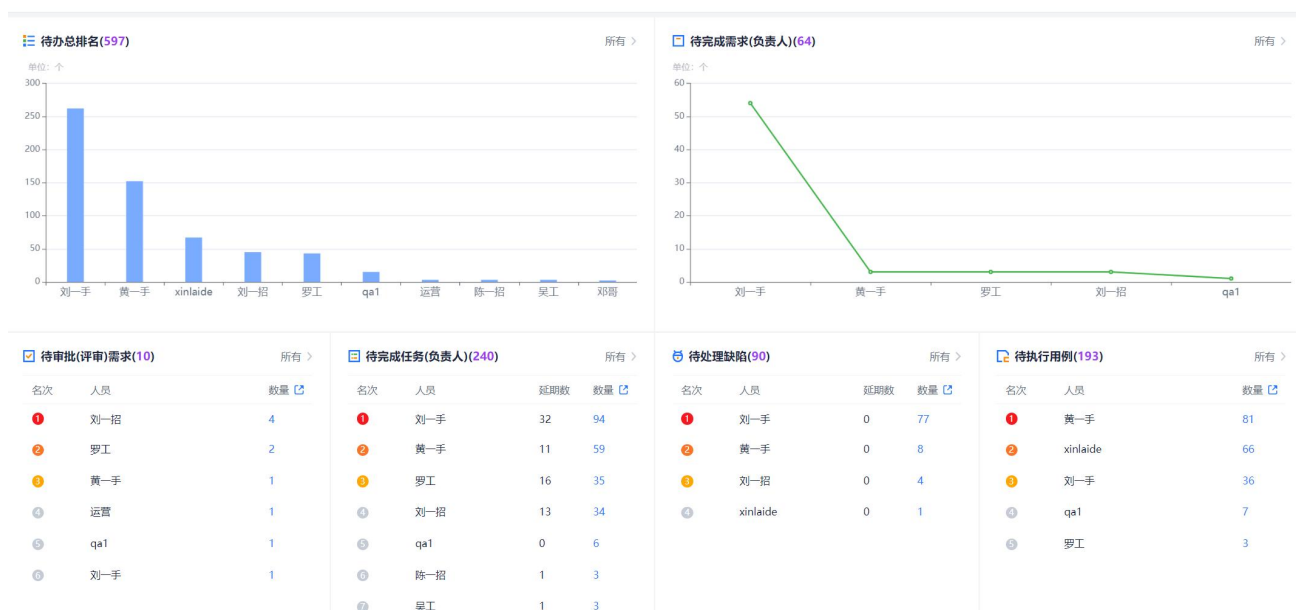 待办总排名(597) 所有
单位: 个
300
250
200
150
100
50
0
刘一手 黄一手 xinlaide 刘一招 罗工 qa1 运营 陈一招 吴工 邓哥
待完成需求(负责人)(64) 所有
单位: 个
60
50
40
30
20
10
0
刘一手 黄一手 罗工 刘一招 qa1
待审批(评审)需求(10) 所有
名次 人员 数量
1 刘一招 4
2 罗工 2
3 黄一手 1
4 运营 1
5 qa1 1
6 刘一手 1
待完成任务(负责人)(240) 所有
名次 人员 延期数 数量
1 刘一手 32 94
2 黄一手 11 59
3 罗工 16 35
4 刘一招 13 34
5 qa1 0 6
6 陈一招 1 3
7 吴工 1 3
待处理缺陷(90) 所有
名次 人员 延期数 数量
1 刘一手 0 77
2 黄一手 0 8
3 刘一招 0 4
4 xinlaide 0 1
待执行用例(193) 所有
名次 人员 数量
1 黄一手 81
2 xinlaide 66
3 刘一手 36
4 qa1 7
5 罗工 3